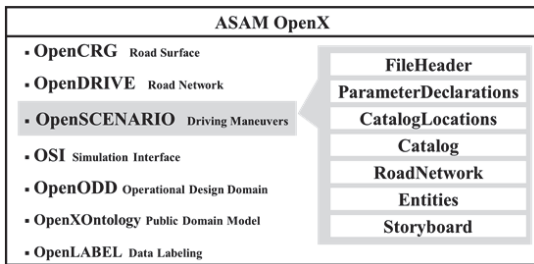 ASAM OpenX
▪ OpenCRG Road Surface
▪ OpenDRIVE Road Network
▪ OpenSCENARIO Driving Maneuvers
▪ OSI Simulation Interface
▪ OpenODD Operational Design Domain
▪ OpenXOntology Public Domain Model
▪ OpenLABEL Data Labeling
FileHeader
ParameterDeclarations
CatalogLocations
Catalog
RoadNetwork
Entities
Storyboard